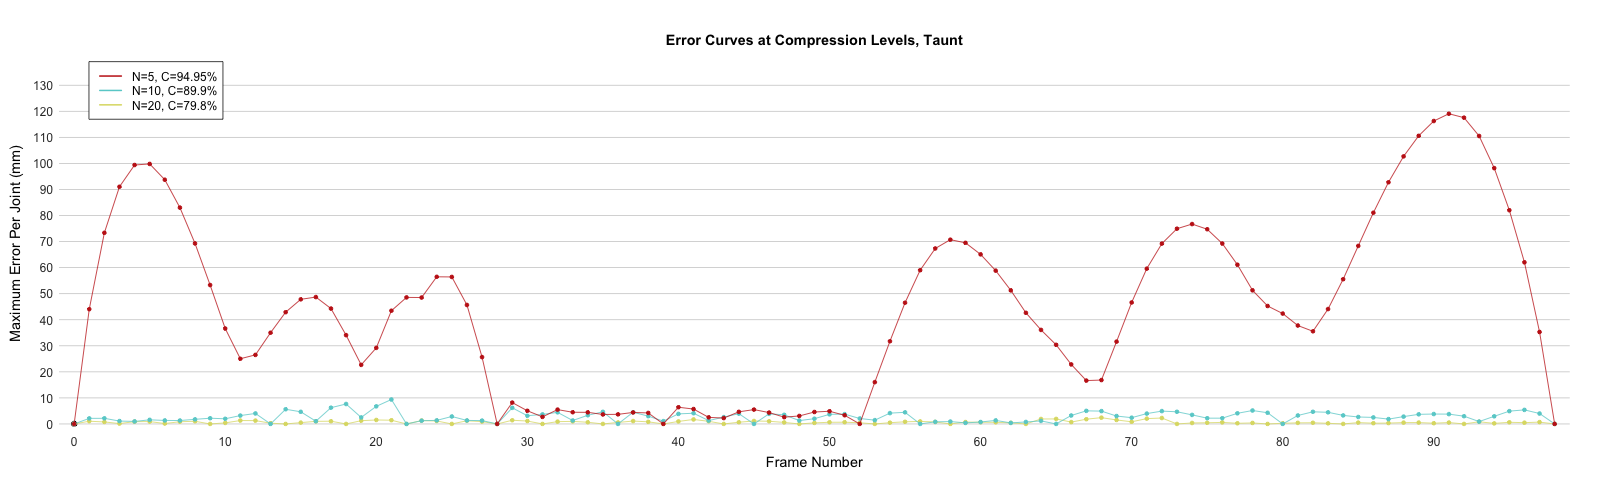 Error Curves at Compression Levels, Taunt
N=5, C=94.95%
N=10, C=89.9%
N=20, C=79.8%
130
120
110
100
90
80
70
60
50
40
30
20
10
0
Maximum Error Per Joint (mm)
0 10 20 30 40 50 60 70 80 90
Frame Number